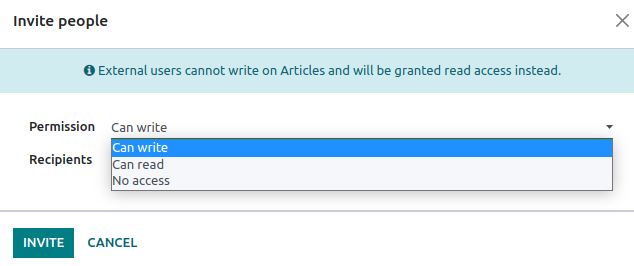 Invite people
External users cannot write on Articles and will be granted read access instead.
Permission Can write
Can write
Recipients
Can read
No access
INVITE CANCEL